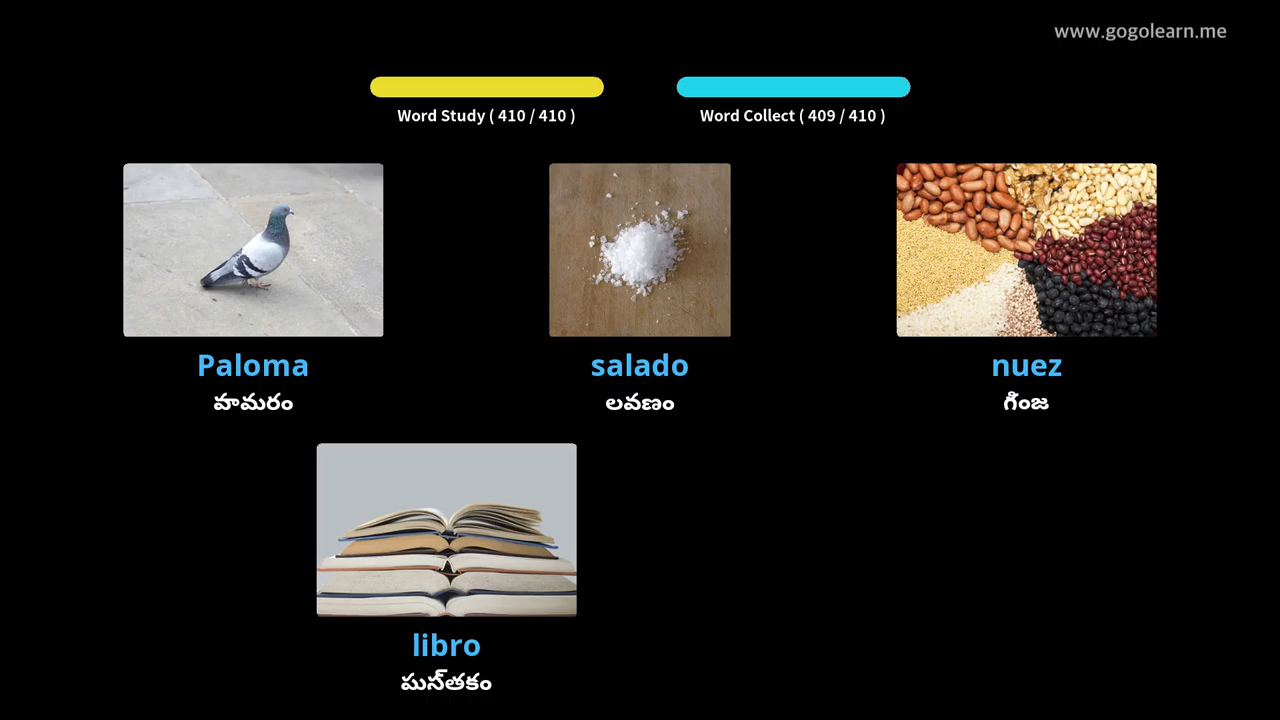 www.gogolearn.me
Word Study ( 410 / 410 )
Word Collect ( 409 / 410 )
Paloma
salado
nuez
పావురం
లవణం
గింజ
libro
పుస్తకం